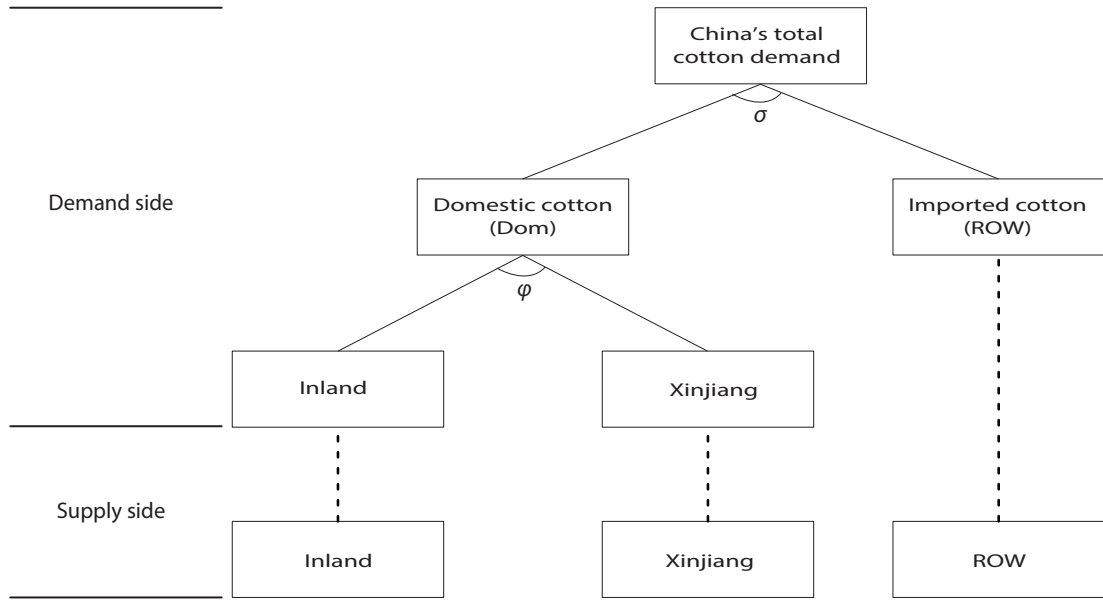 China’s total
cotton demand
σ
Demand side
Domestic cotton
(Dom)
Imported cotton
(ROW)
φ
Inland
Xinjiang
Supply side
Inland
Xinjiang
ROW